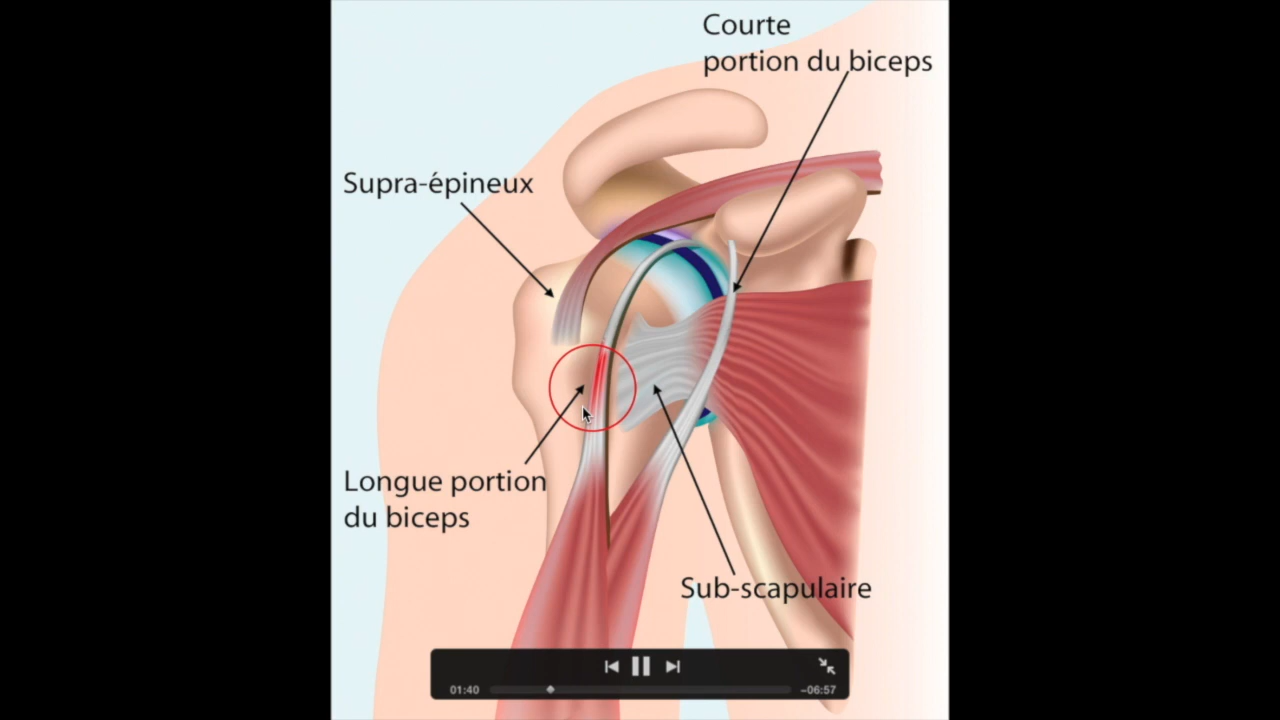 Courte
portion du biceps
Supra-épineux
Longue portion
du biceps
Sub-scapulaire
01:40
−06:57